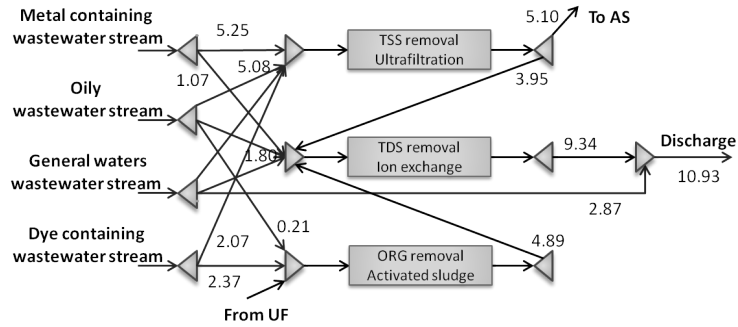 Metal containing
wastewater stream
5.25
1.07
5.08
TSS removal
Ultrafiltration
5.10
To AS
3.95
Oily
wastewater stream
General waters
wastewater stream
1.80
TDS removal
Ion exchange
9.34
Discharge
10.93
2.87
Dye containing
wastewater stream
2.07
2.37
0.21
ORG removal
Activated sludge
4.89
From UF